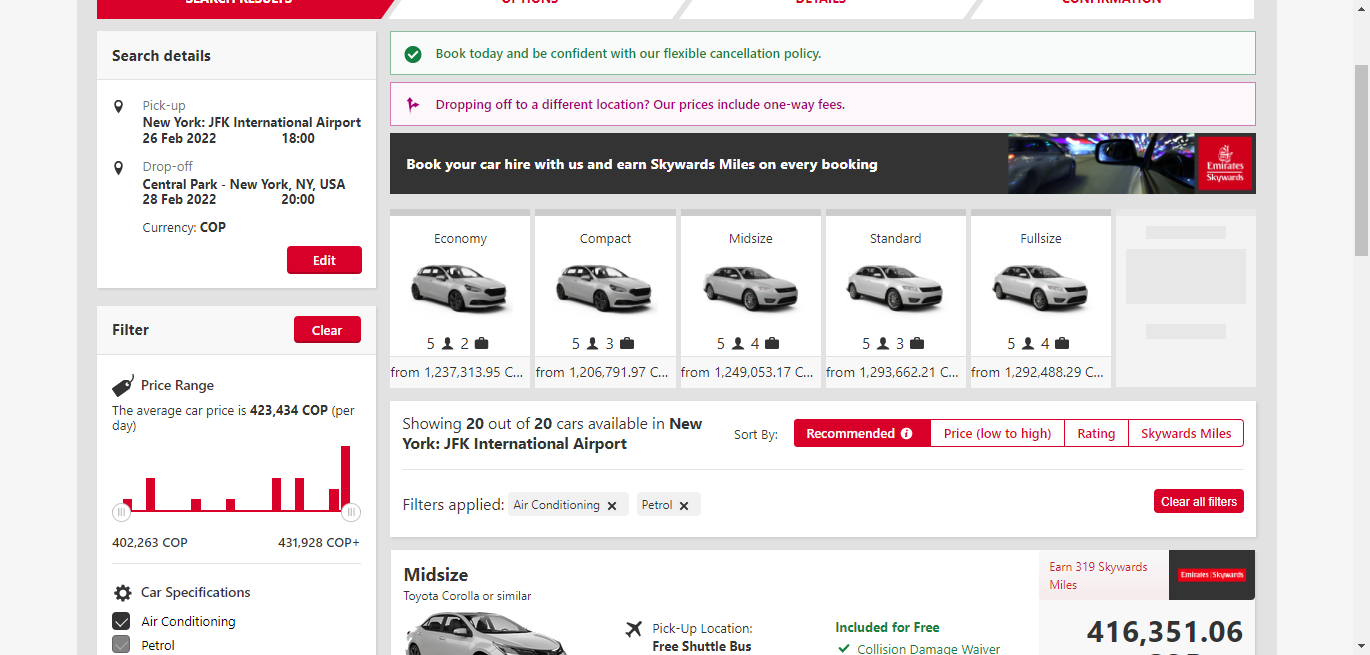 SEARCH RESULTS
OPTIONS
DETAILS
CONFIRMATION
Search details
Pick-up
New York: JFK International Airport
26 Feb 2022 18:00
Drop-off
Central Park - New York, NY, USA
28 Feb 2022 20:00
Currency: COP
Edit
Filter
Clear
Price Range
The average car price is 423,434 COP (per
day)
402,263 COP
431,928 COP+
Car Specifications
Air Conditioning
Petrol
Book today and be confident with our flexible cancellation policy.
Dropping off to a different location? Our prices include one-way fees.
Book your car hire with us and earn Skywards Miles on every booking
Emirates
Skywards
Economy
5 2
from 1,237,313.95 C...
Compact
5 3
from 1,206,791.97 C...
Midsize
5 4
from 1,249,053.17 C...
Standard
5 3
from 1,293,662.21 C...
Fullsize
5 4
from 1,292,488.29 C...
Showing 20 out of 20 cars available in New
York: JFK International Airport
Sort By:
Recommended
Price (low to high)
Rating
Skywards Miles
Filters applied:
Air Conditioning
Petrol
Clear all filters
Midsize
Toyota Corolla or similar
Pick-Up Location:
Free Shuttle Bus
Included for Free
Collision Damage Waiver
Earn 319 Skywards
Miles
Emirates Skywards
416,351.06